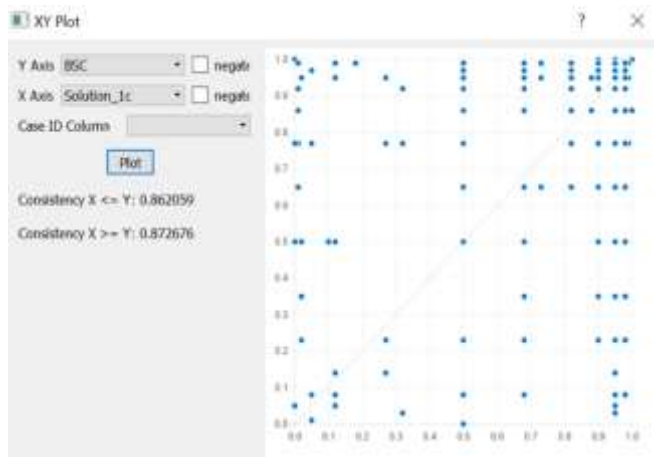 XY Plot ? ×
Y Axis BSC negate
X Axis Solution_1c negate
Case ID Column
Plot
Consistency X <= Y: 0.862059
Consistency X >= Y: 0.872676
1.0
0.9
0.8
0.7
0.6
0.5
0.4
0.3
0.2
0.1
0.0
0.0 0.1 0.2 0.3 0.4 0.5 0.6 0.7 0.8 0.9 1.0